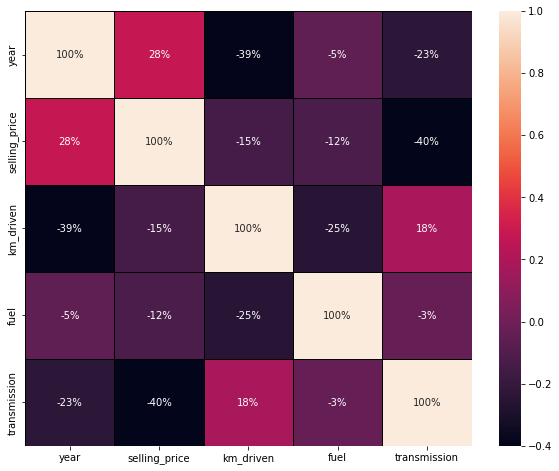 year 100% 28% -39% -5% -23%
selling_price 28% 100% -15% -12% -40%
km_driven -39% -15% 100% -25% 18%
fuel -5% -12% -25% 100% -3%
transmission -23% -40% 18% -3% 100%
year selling_price km_driven fuel transmission
1.0
0.8
0.6
0.4
0.2
0.0
-0.2
-0.4